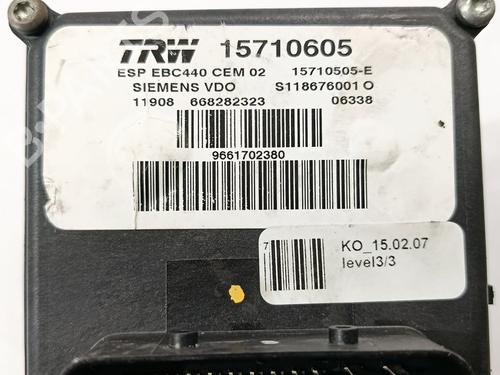 TRW 15710605
ESP EBC440 CEM 02 15710505-E
SIEMENS VDO S118676001 O
11908 668282323 06338
9661702380
7
KO_15.02.07
level3/3